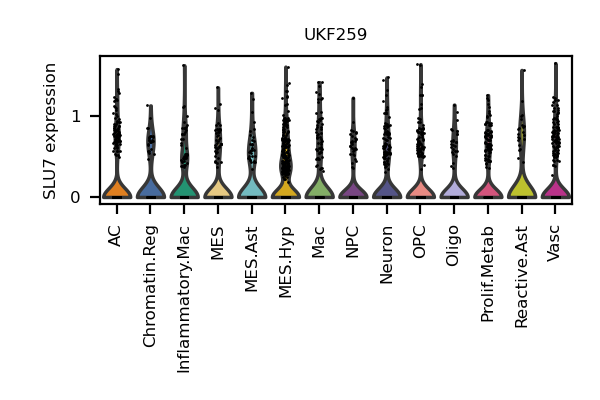 UKF259
SLU7 expression
1
0
AC
Chromatin.Reg
Inflammatory.Mac
MES
MES.Ast
MES.Hyp
Mac
NPC
Neuron
OPC
Oligo
Prolif.Metab
Reactive.Ast
Vasc